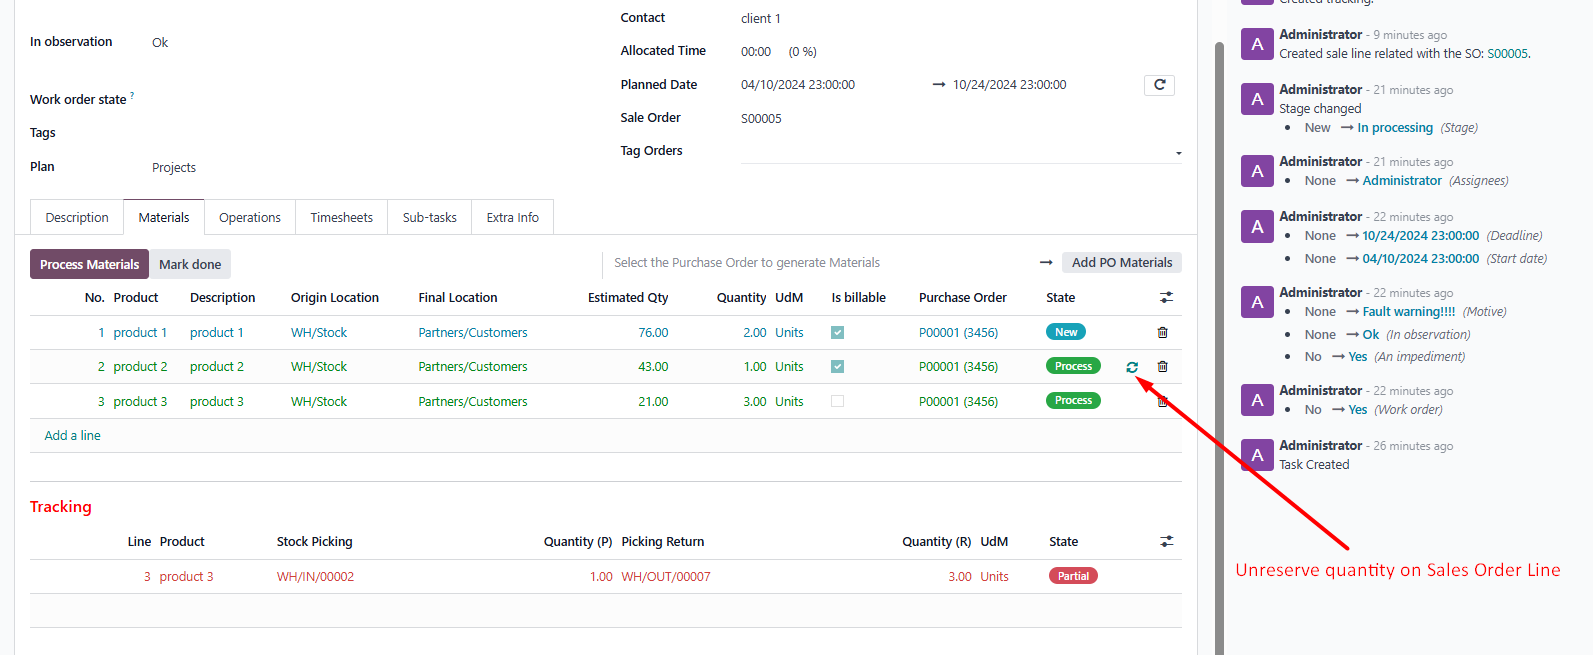 Contact client 1
In observation Ok
Allocated Time 00:00 (0 %)
Planned Date 04/10/2024 23:00:00 → 10/24/2024 23:00:00
Work order state ?
Sale Order S00005
Tags
Tag Orders
Plan Projects
Description Materials Operations Timesheets Sub-tasks Extra Info
Process Materials Mark done Select the Purchase Order to generate Materials → Add PO Materials
No. Product Description Origin Location Final Location Estimated Qty Quantity UdM Is billable Purchase Order State
1 product 1 product 1 WH/Stock Partners/Customers 76.00 2.00 Units P00001 (3456) New
2 product 2 product 2 WH/Stock Partners/Customers 43.00 1.00 Units P00001 (3456) Process
3 product 3 product 3 WH/Stock Partners/Customers 21.00 3.00 Units P00001 (3456) Process
Add a line
Tracking
Line Product Stock Picking Quantity (P) Picking Return Quantity (R) UdM State
3 product 3 WH/IN/00002 1.00 WH/OUT/00007 3.00 Units Partial
Created tracking.
A Administrator - 9 minutes ago
Created sale line related with the SO: S00005.
A Administrator - 21 minutes ago
Stage changed
• New → In processing (Stage)
A Administrator - 21 minutes ago
• None → Administrator (Assignees)
A Administrator - 22 minutes ago
• None → 10/24/2024 23:00:00 (Deadline)
• None → 04/10/2024 23:00:00 (Start date)
A Administrator - 22 minutes ago
• None → Fault warning!!!! (Motive)
• None → Ok (In observation)
• No → Yes (An impediment)
A Administrator - 22 minutes ago
• No → Yes (Work order)
A Administrator - 26 minutes ago
Task Created
Unreserve quantity on Sales Order Line